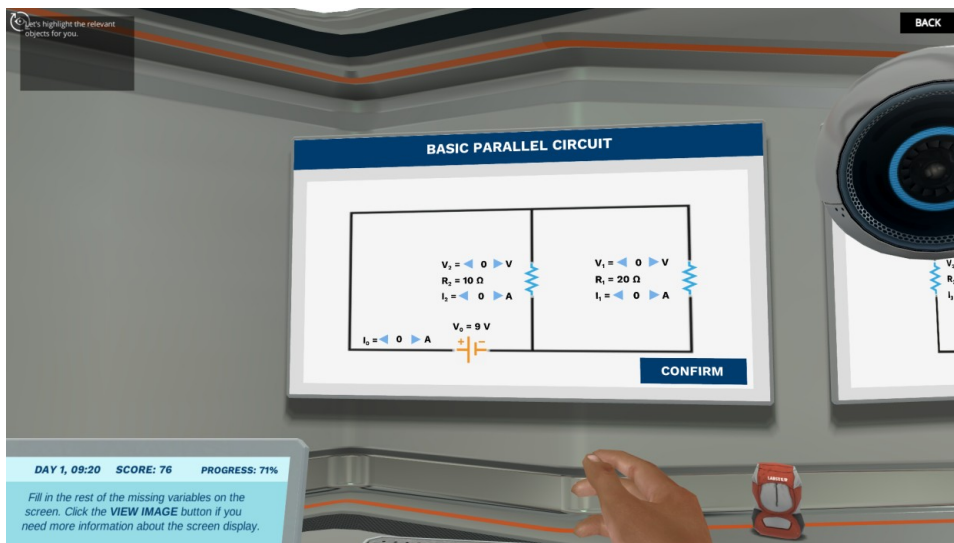 Let's highlight the relevant
objects for you.
BACK
BASIC PARALLEL CIRCUIT
V₂ = ◀ 0 ▶ V
R₂ = 10 Ω
I₂ = ◀ 0 ▶ A
V₁ = ◀ 0 ▶ V
R₁ = 20 Ω
I₁ = ◀ 0 ▶ A
V₀ = 9 V
+ −
I₀ = ◀ 0 ▶ A
CONFIRM
DAY 1, 09:20 SCORE: 76 PROGRESS: 71%
Fill in the rest of the missing variables on the
screen. Click the VIEW IMAGE button if you
need more information about the screen display.